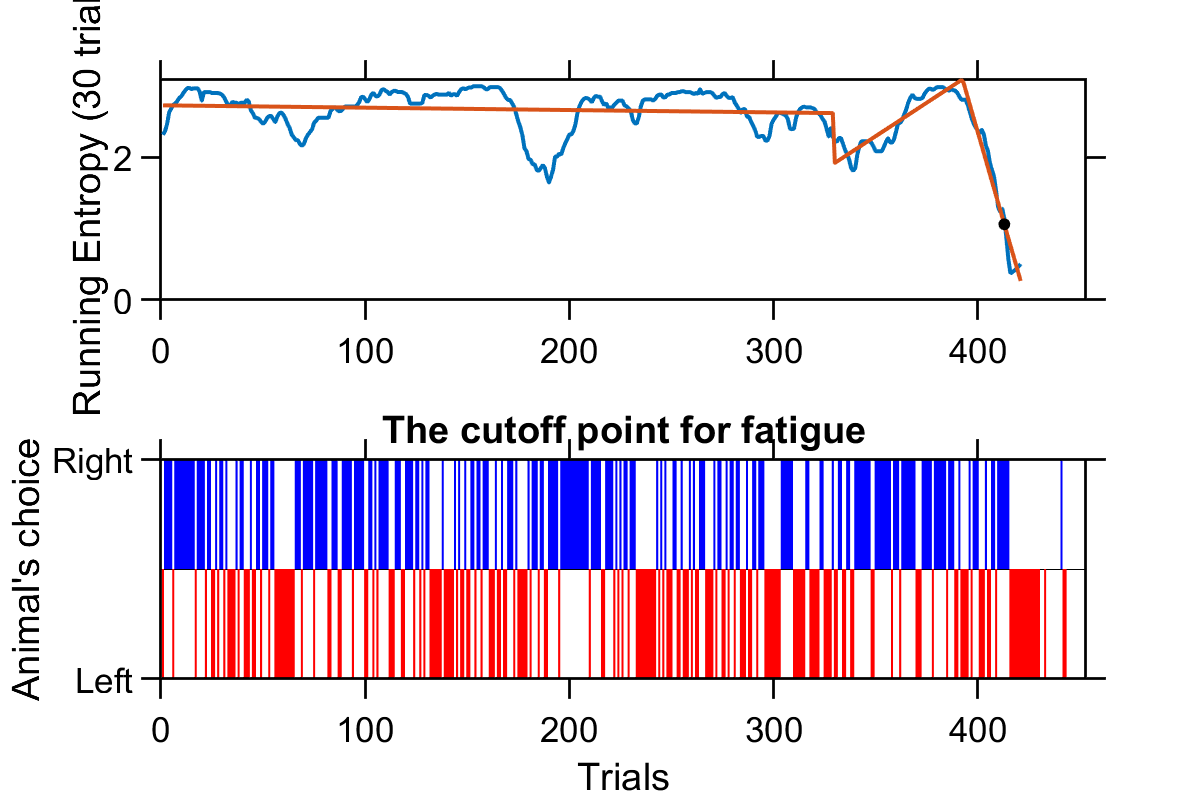 Running Entropy (30 trial
2
0
0 100 200 300 400
The cutoff point for fatigue
Animal's choice
Right
Left
0 100 200 300 400
Trials